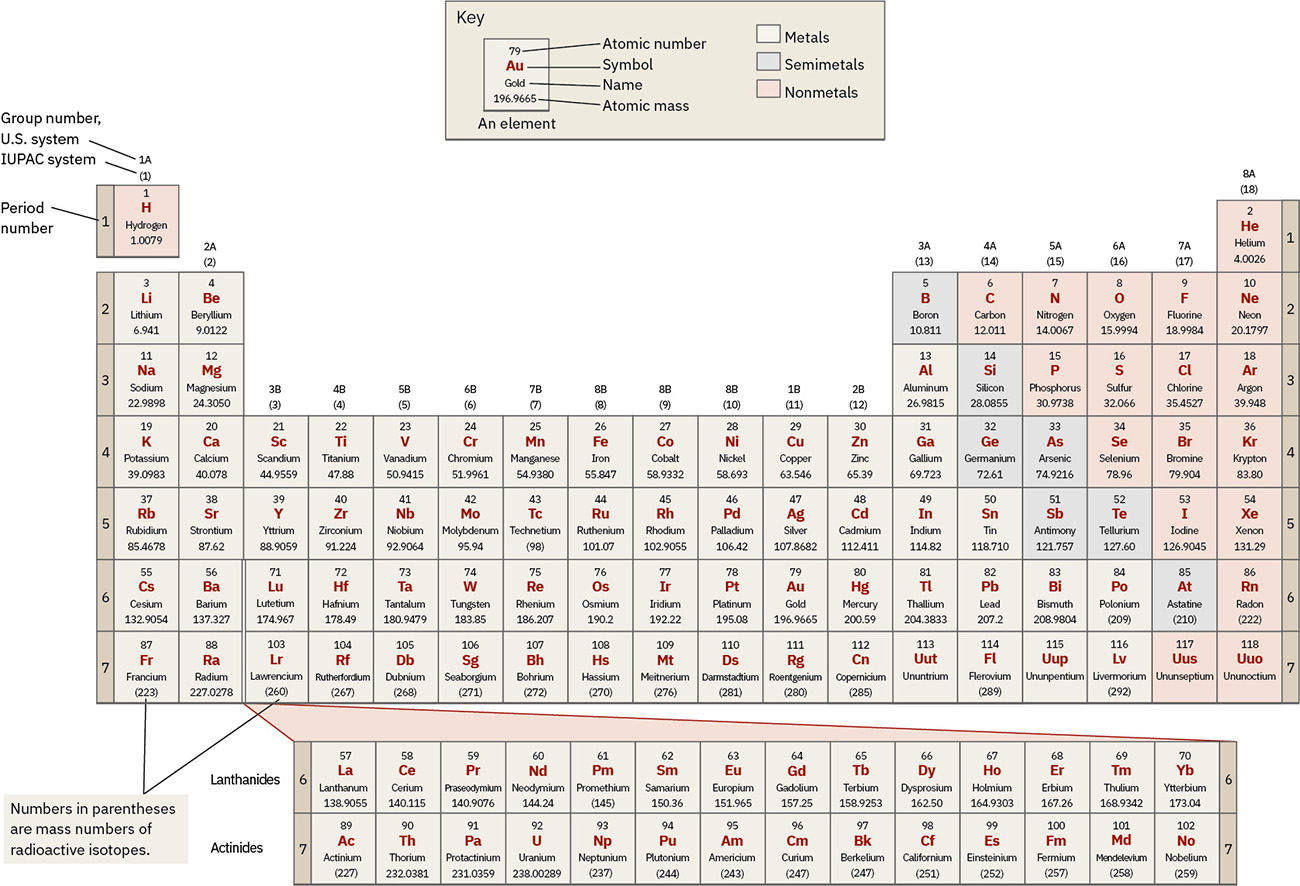 Key
79
Au
Gold
196.9665
Atomic number
Symbol
Name
Atomic mass
An element
Metals
Semimetals
Nonmetals
Group number,
U.S. system
IUPAC system
1A
(1)
Period
number
8A
(18)
1
1
H
Hydrogen
1.0079
2
He
Helium
4.0026
1
2A
(2)
3A 4A 5A 6A 7A
(13) (14) (15) (16) (17)
2 3 4 5 6 7 8 9 10 2
Li Be B C N O F Ne
Lithium Beryllium Boron Carbon Nitrogen Oxygen Fluorine Neon
6.941 9.0122 10.811 12.011 14.0067 15.9994 18.9984 20.1797
3 11 12 13 14 15 16 17 18 3
Na Mg Al Si P S Cl Ar
Sodium Magnesium Aluminum Silicon Phosphorus Sulfur Chlorine Argon
22.9898 24.3050 26.9815 28.0855 30.9738 32.066 35.4527 39.948
3B 4B 5B 6B 7B 8B 8B 8B 1B 2B
(3) (4) (5) (6) (7) (8) (9) (10) (11) (12)
4 19 20 21 22 23 24 25 26 27 28 29 30 31 32 33 34 35 36 4
K Ca Sc Ti V Cr Mn Fe Co Ni Cu Zn Ga Ge As Se Br Kr
Potassium Calcium Scandium Titanium Vanadium Chromium Manganese Iron Cobalt Nickel Copper Zinc Gallium Germanium Arsenic Selenium Bromine Krypton
39.0983 40.078 44.9559 47.88 50.9415 51.9961 54.9380 55.847 58.9332 58.693 63.546 65.39 69.723 72.61 74.9216 78.96 79.904 83.80
5 37 38 39 40 41 42 43 44 45 46 47 48 49 50 51 52 53 54 5
Rb Sr Y Zr Nb Mo Tc Ru Rh Pd Ag Cd In Sn Sb Te I Xe
Rubidium Strontium Yttrium Zirconium Niobium Molybdenum Technetium Ruthenium Rhodium Palladium Silver Cadmium Indium Tin Antimony Tellurium Iodine Xenon
85.4678 87.62 88.9059 91.224 92.9064 95.94 (98) 101.07 102.9055 106.42 107.8682 112.411 114.82 118.710 121.757 127.60 126.9045 131.29
6 55 56 71 72 73 74 75 76 77 78 79 80 81 82 83 84 85 86 6
Cs Ba Lu Hf Ta W Re Os Ir Pt Au Hg Tl Pb Bi Po At Rn
Cesium Barium Lutetium Hafnium Tantalum Tungsten Rhenium Osmium Iridium Platinum Gold Mercury Thallium Lead Bismuth Polonium Astatine Radon
132.9054 137.327 174.967 178.49 180.9479 183.85 186.207 190.2 192.22 195.08 196.9665 200.59 204.3833 207.2 208.9804 (209) (210) (222)
7 87 88 103 104 105 106 107 108 109 110 111 112 113 114 115 116 117 118 7
Fr Ra Lr Rf Db Sg Bh Hs Mt Ds Rg Cn Uut Fl Uup Lv Uus Uuo
Francium Radium Lawrencium Rutherfordium Dubnium Seaborgium Bohrium Hassium Meitnerium Darmstadtium Roentgenium Copernicium Ununtrium Flerovium Ununpentium Livermorium Ununseptium Ununoctium
(223) 227.0278 (260) (267) (268) (271) (272) (270) (276) (281) (280) (285) (289) (292)
Lanthanides 6 57 58 59 60 61 62 63 64 65 66 67 68 69 70 6
La Ce Pr Nd Pm Sm Eu Gd Tb Dy Ho Er Tm Yb
Lanthanum Cerium Praseodymium Neodymium Promethium Samarium Europium Gadolium Terbium Dysprosium Holmium Erbium Thulium Ytterbium
138.9055 140.115 140.9076 144.24 (145) 150.36 151.965 157.25 158.9253 162.50 164.9303 167.26 168.9342 173.04
Actinides 7 89 90 91 92 93 94 95 96 97 98 99 100 101 102 7
Ac Th Pa U Np Pu Am Cm Bk Cf Es Fm Md No
Actinium Thorium Protactinium Uranium Neptunium Plutonium Americium Curium Berkelium Californium Einsteinium Fermium Mendelevium Nobelium
(227) 232.0381 231.0359 238.00289 (237) (244) (243) (247) (247) (251) (252) (257) (258) (259)
Numbers in parentheses
are mass numbers of
radioactive isotopes.